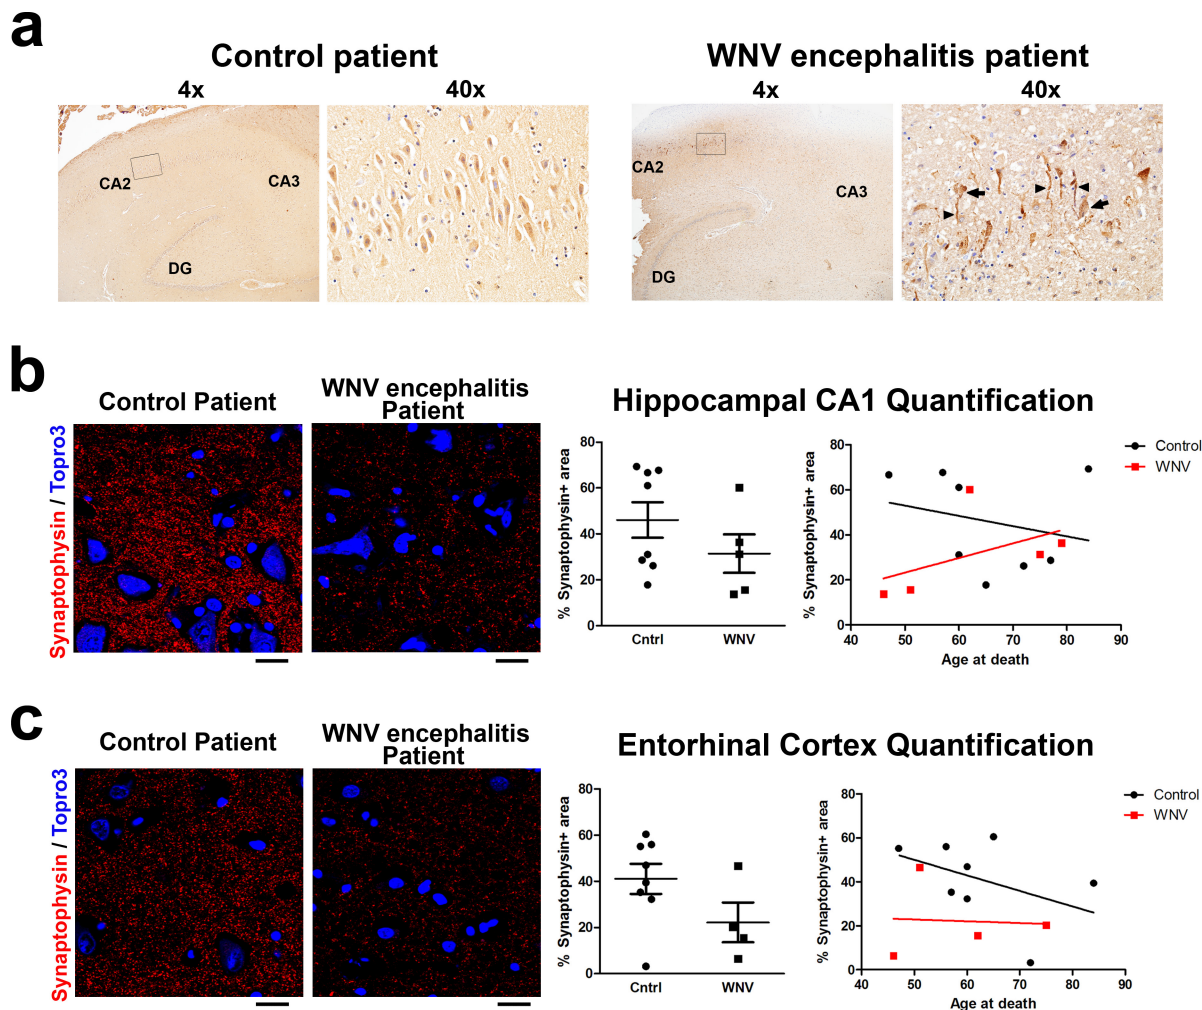 a
Control patient
4x
40x
CA2
CA3
DG
WNV encephalitis patient
4x
40x
CA2
CA3
DG
b
Synaptophysin / Topro3
Control Patient
WNV encephalitis
Patient
Hippocampal CA1 Quantification
% Synaptophysin+ area
80
60
40
20
0
Cntrl
WNV
% Synaptophysin+ area
80
60
40
20
0
40
50
60
70
80
90
Age at death
Control
WNV
c
Synaptophysin / Topro3
Control Patient
WNV encephalitis
Patient
Entorhinal Cortex Quantification
% Synaptophysin+ area
80
60
40
20
0
Cntrl
WNV
% Synaptophysin+ area
80
60
40
20
0
40
50
60
70
80
90
Age at death
Control
WNV